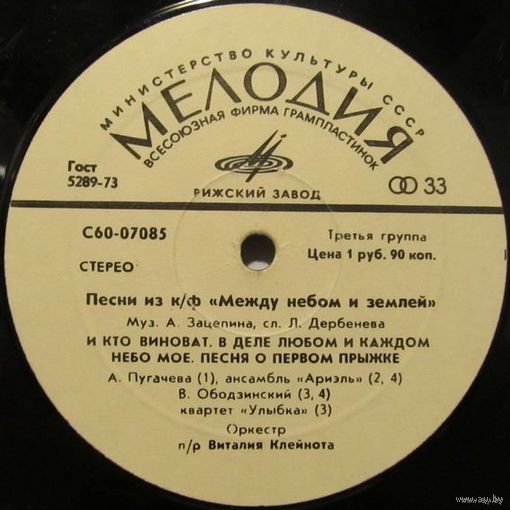 МИНИСТЕРСТВО КУЛЬТУРЫ СССР
МЕЛОДИЯ
ВСЕСОЮЗНАЯ ФИРМА ГРАМПЛАСТИНОК
Гост
5289-73
33
РИЖСКИЙ ЗАВОД
С60-07085
Третья группа
Цена 1 руб. 90 коп.
СТЕРЕО
Песни из к/ф «Между небом и землей»
Муз. А. Зацепина, сл. Л. Дербенева
И КТО ВИНОВАТ. В ДЕЛЕ ЛЮБОМ И КАЖДОМ
НЕБО МОЕ. ПЕСНЯ О ПЕРВОМ ПРЫЖКЕ
А. Пугачева (1), ансамбль «Ариэль» (2, 4)
В. Ободзинский (3, 4)
квартет «Улыбка» (3)
Оркестр
п/р Виталия Клейнота
www.ay.by